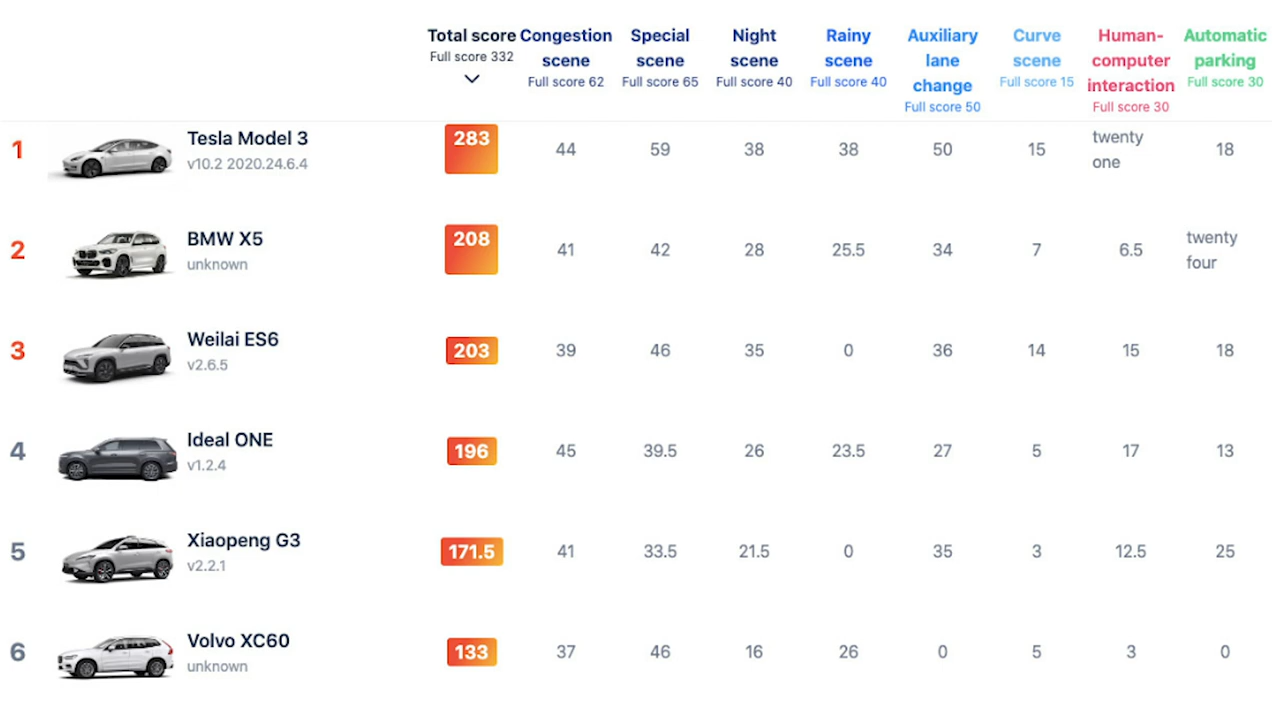 Total score Congestion scene Special scene Night scene Rainy scene Auxiliary lane change Curve scene Human-computer interaction Automatic parking
Full score 332 Full score 62 Full score 65 Full score 40 Full score 40 Full score 50 Full score 15 Full score 30 Full score 30
1 Tesla Model 3 283 44 59 38 38 50 15 twenty one 18
v10.2 2020.24.6.4
2 BMW X5 208 41 42 28 25.5 34 7 6.5 twenty four
unknown
3 Weilai ES6 203 39 46 35 0 36 14 15 18
v2.6.5
4 Ideal ONE 196 45 39.5 26 23.5 27 5 17 13
v1.2.4
5 Xiaopeng G3 171.5 41 33.5 21.5 0 35 3 12.5 25
v2.2.1
6 Volvo XC60 133 37 46 16 26 0 5 3 0
unknown